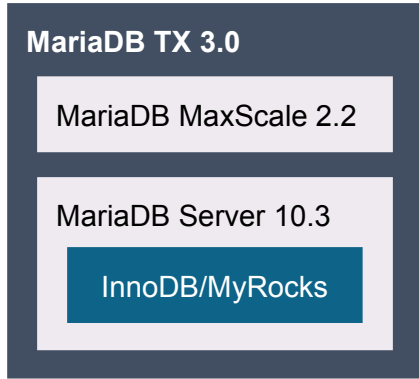 MariaDB TX 3.0
MariaDB MaxScale 2.2
MariaDB Server 10.3
InnoDB/MyRocks